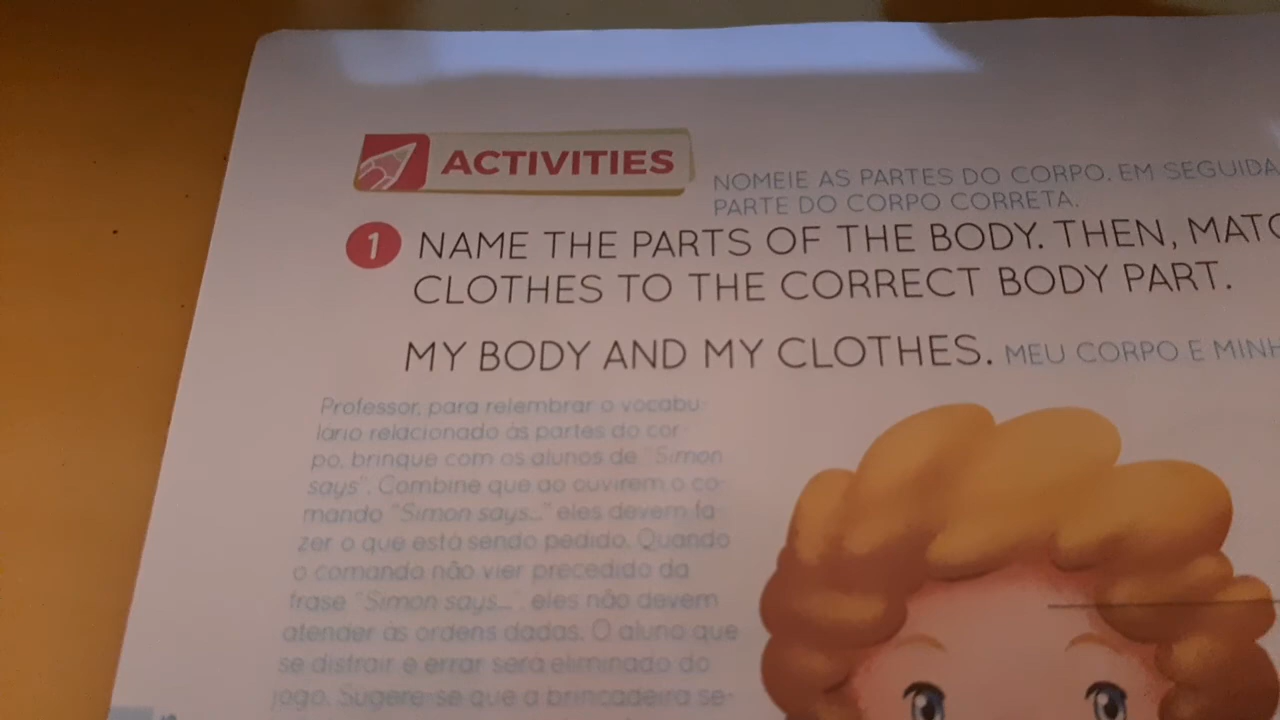 ACTIVITIES
NOMEIE AS PARTES DO CORPO. EM SEGUIDA
PARTE DO CORPO CORRETA.
1 NAME THE PARTS OF THE BODY. THEN, MATC
CLOTHES TO THE CORRECT BODY PART.
MY BODY AND MY CLOTHES. MEU CORPO E MINH
Professor, para relembrar o vocabu-
lário relacionado às partes do cor-
po, brinque com os alunos de "Simon
says". Combine que ao ouvirem o co-
mando "Simon says..." eles devem fa-
zer o que está sendo pedido. Quando
o comando não vier precedido da
frase "Simon says...", eles não devem
atender às ordens dadas. O aluno que
se distrair e errar será eliminado do
jogo. Sugere-se que a brincadeira se-